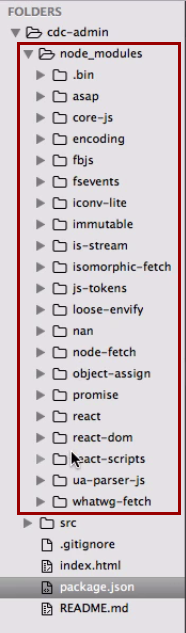 FOLDERS
cdc-admin
node_modules
.bin
asap
core-js
encoding
fbjs
fsevents
iconv-lite
immutable
is-stream
isomorphic-fetch
js-tokens
loose-envify
nan
node-fetch
object-assign
promise
react
react-dom
react-scripts
ua-parser-js
whatwg-fetch
src
.gitignore
index.html
package.json
README.md